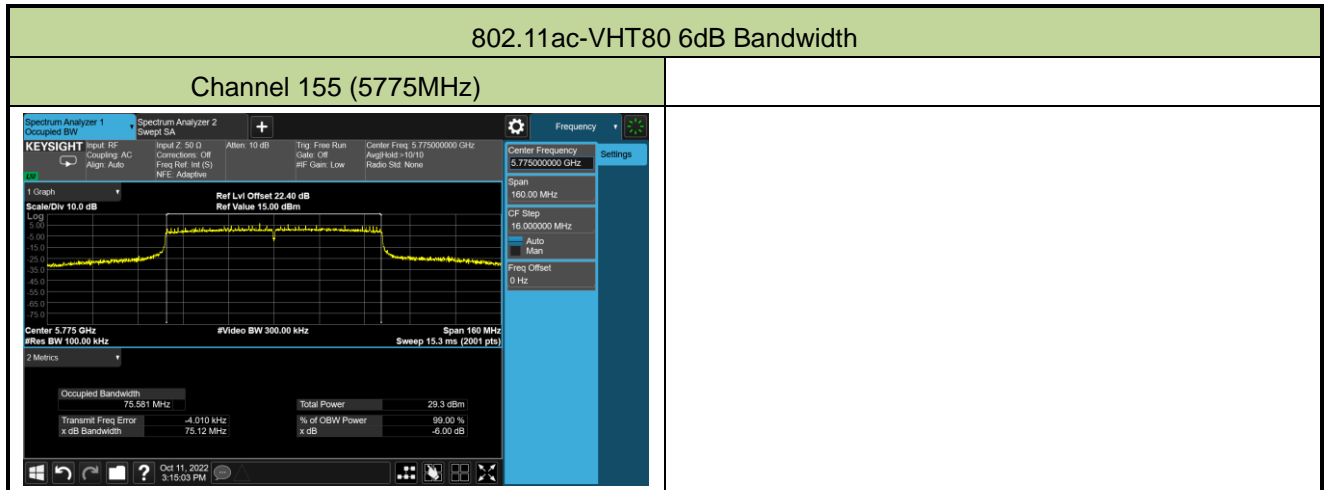 802.11ac-VHT80 6dB Bandwidth
Channel 155 (5775MHz)
Spectrum Analyzer 1
Occupied BW
Spectrum Analyzer 2
Swept SA
+
Frequency
KEYSIGHT
Input: RF
Coupling: AC
Align: Auto
Input Z: 50 Ω
Corrections: Off
Freq Ref: Int (S)
NFE: Adaptive
Atten: 10 dB
Trig: Free Run
Gate: Off
#IF Gain: Low
Center Freq: 5.775000000 GHz
Avg|Hold:>10/10
Radio Std: None
Center Frequency
5.775000000 GHz
Settings
Span
160.00 MHz
CF Step
16.000000 MHz
Auto
Man
Freq Offset
0 Hz
1 Graph
Scale/Div 10.0 dB
Ref Lvl Offset 22.40 dB
Ref Value 15.00 dBm
Log
5.00
-5.00
-15.0
-25.0
-35.0
-45.0
-55.0
-65.0
-75.0
Center 5.775 GHz
#Res BW 100.00 kHz
#Video BW 300.00 kHz
Span 160 MHz
Sweep 15.3 ms (2001 pts)
2 Metrics
Occupied Bandwidth
75.581 MHz
Total Power 29.3 dBm
Transmit Freq Error -4.010 kHz
% of OBW Power 99.00 %
x dB Bandwidth 75.12 MHz
x dB -6.00 dB
?
Oct 11, 2022
3:15:03 PM